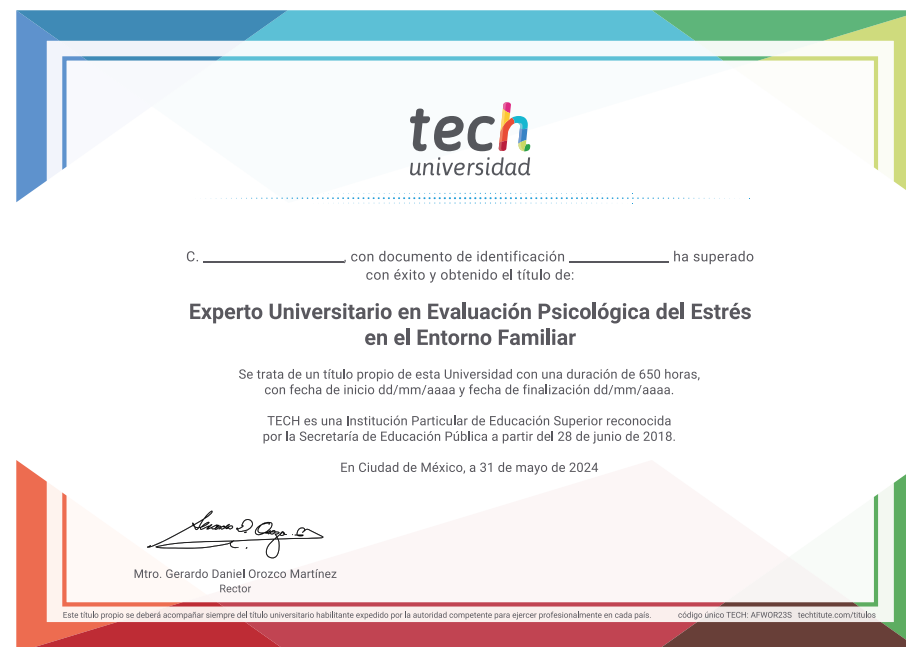 tech
universidad
C. ____________________, con documento de identificación ______________ ha superado
con éxito y obtenido el título de:
Experto Universitario en Evaluación Psicológica del Estrés
en el Entorno Familiar
Se trata de un título propio de esta Universidad con una duración de 650 horas,
con fecha de inicio dd/mm/aaaa y fecha de finalización dd/mm/aaaa.
TECH es una Institución Particular de Educación Superior reconocida
por la Secretaría de Educación Pública a partir del 28 de junio de 2018.
En Ciudad de México, a 31 de mayo de 2024
Mtro. Gerardo Daniel Orozco Martínez
Rector
Este título propio se deberá acompañar siempre del título universitario habilitante expedido por la autoridad competente para ejercer profesionalmente en cada país. código único TECH: AFWOR23S techtitute.com/títulos